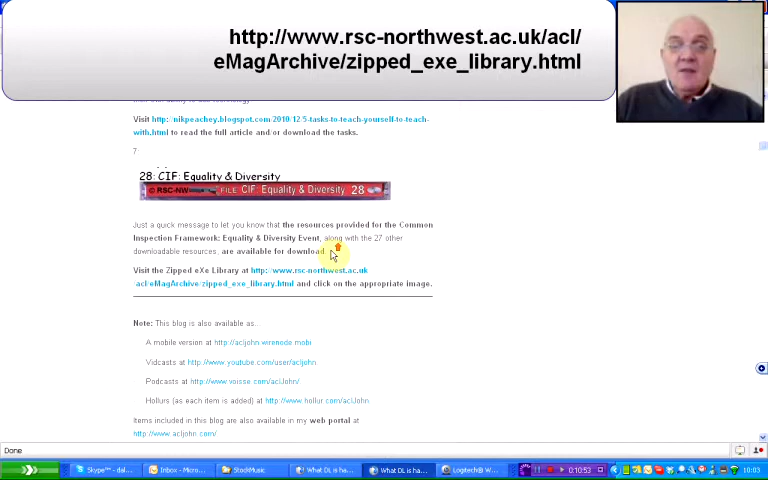 http://www.rsc-northwest.ac.uk/acl/
eMagArchive/zipped_exe_library.html
Visit http://nikpeachey.blogspot.com/2010/12/5-tasks-to-teach-yourself-to-teach-
with.html to read the full article and/or download the tasks.
7:
28: CIF: Equality & Diversity
© RSC-NW FILE: CIF: Equality & Diversity 28
Just a quick message to let you know that the resources provided for the Common
Inspection Framework: Equality & Diversity Event, along with the 27 other
downloadable resources, are available for download.
Visit the Zipped eXe Library at http://www.rsc-northwest.ac.uk
acl/eMagArchive/zipped_exe_library.html and click on the appropriate image.
Note: This blog is also available as...
A mobile version at http://acljohn.wirenode.mobi
Vidcasts at http://www.youtube.com/user/acljohn
Podcasts at http://www.voisse.com/aclJohn/
Hollurs (as each item is added) at http://www.hollur.com/aclJohn.
Items included in this blog are also available in my web portal at
http://www.acljohn.com/
Done
Skype™ - dal...
Inbox - Micro...
StockMusic
What DL is ha...
What DL is ha...
Logitech® W...
0:10:53
10:03